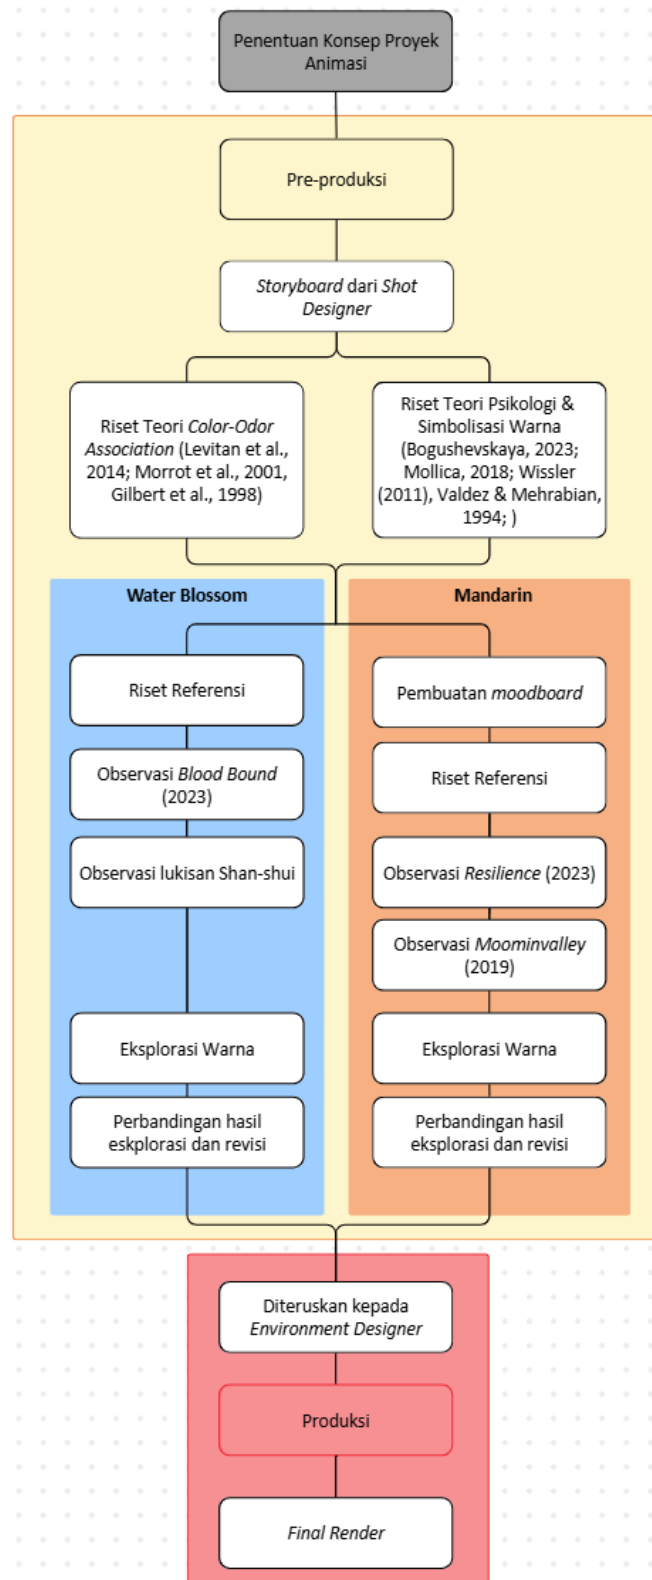 Penentuan Konsep Proyek
Animasi
Pre-produksi
Storyboard dari Shot
Designer
Riset Teori Color-Odor
Association (Levitan et al.,
2014; Morrot et al., 2001,
Gilbert et al., 1998)
Riset Teori Psikologi &
Simbolisasi Warna
(Bogushevskaya, 2023;
Mollica, 2018; Wissler
(2011), Valdez & Mehrabian,
1994; )
Water Blossom
Riset Referensi
Observasi Blood Bound
(2023)
Observasi lukisan Shan-shui
Eksplorasi Warna
Perbandingan hasil
eskplorasi dan revisi
Mandarin
Pembuatan moodboard
Riset Referensi
Observasi Resilience (2023)
Observasi Moominvalley
(2019)
Eksplorasi Warna
Perbandingan hasil
eksplorasi dan revisi
Diteruskan kepada
Environment Designer
Produksi
Final Render